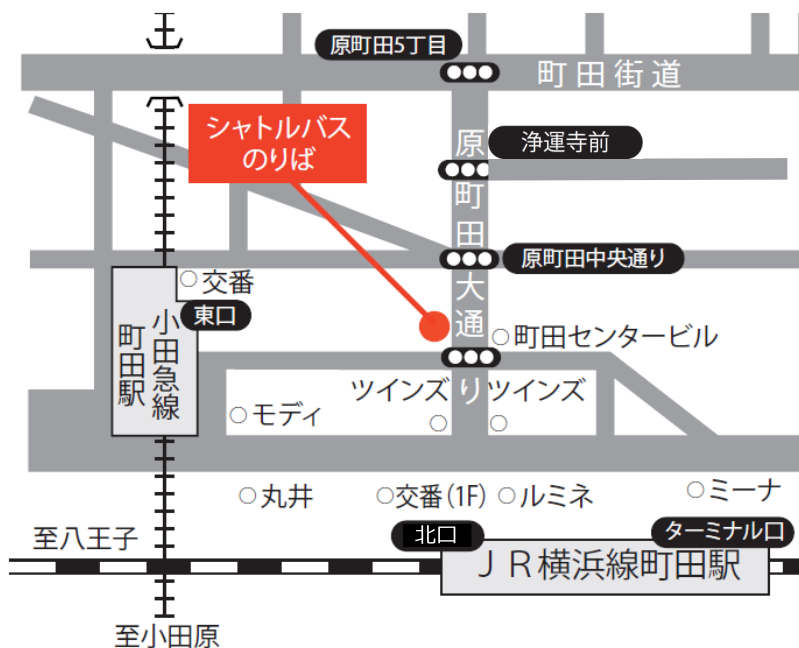 原町田5丁目
町田街道
シャトルバス
のりば
浄運寺前
原町田大通り
原町田中央通り
交番
東口
小田急線
町田駅
町田センタービル
ツインズ
ツインズ
モディ
丸井
交番(1F)
ルミネ
ミーナ
北口
ターミナル口
至八王子
JR横浜線町田駅
至小田原